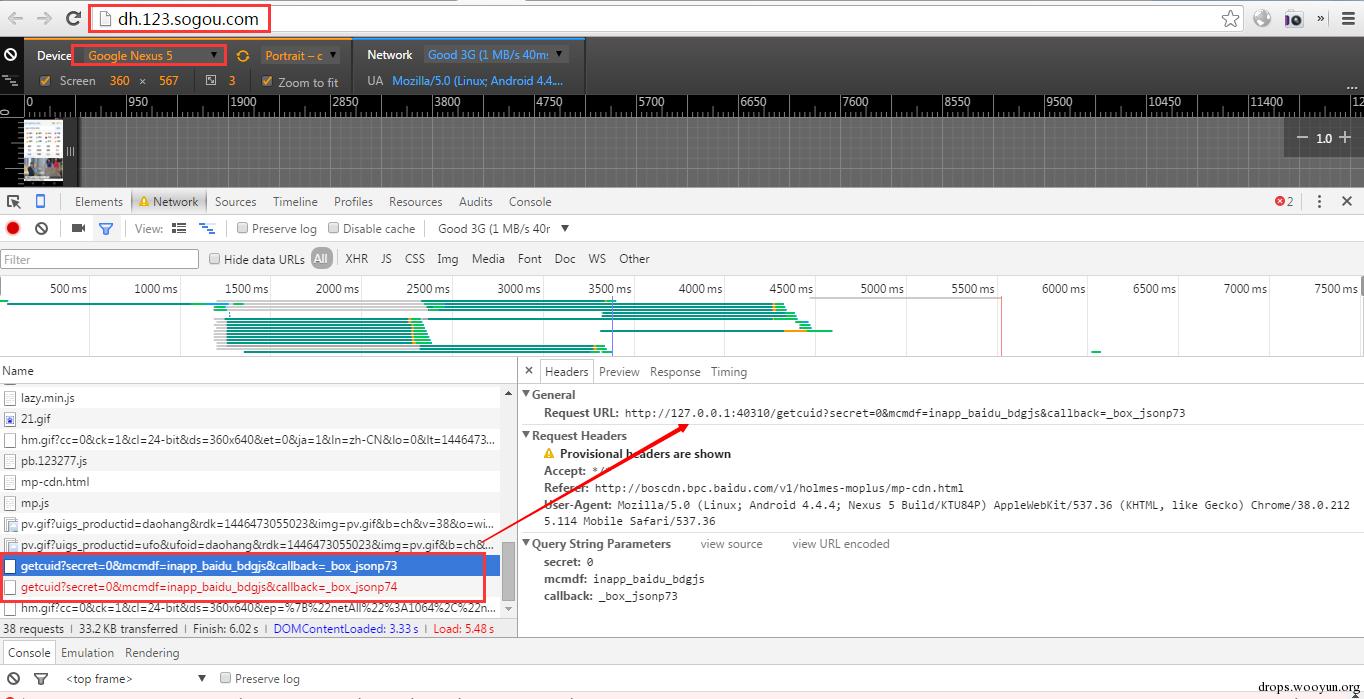 dh.123.sogou.com
»
Device Google Nexus 5 ▼ Portrait – c ▼ Network Good 3G (1 MB/s 40ms ▼
Screen 360 × 567 3 Zoom to fit UA Mozilla/5.0 (Linux; Android 4.4....
...
0 950 1900 2850 3800 4750 5700 6650 7600 8550 9500 10450 11400 12
0
− 1.0 +
Elements Network Sources Timeline Profiles Resources Audits Console 2
View: Preserve log Disable cache Good 3G (1 MB/s 40r ▼
Filter Hide data URLs All XHR JS CSS Img Media Font Doc WS Other
500 ms 1000 ms 1500 ms 2000 ms 2500 ms 3000 ms 3500 ms 4000 ms 4500 ms 5000 ms 5500 ms 6000 ms 6500 ms 7000 ms 7500 ms
Name
lazy.min.js
21.gif
hm.gif?cc=0&ck=1&cl=24-bit&ds=360x640&et=0&ja=1&ln=zh-CN&lo=0&lt=1446473...
pb.123277.js
mp-cdn.html
mp.js
pv.gif?uigs_productid=daohang&rdk=1446473055023&img=pv.gif&b=ch&v=38&o=wi...
pv.gif?uigs_productid=ufo&ufoid=daohang&rdk=1446473055023&img=pv.gif&b=ch&...
getcuid?secret=0&mcmdf=inapp_baidu_bdgjs&callback=_box_jsonp73
getcuid?secret=0&mcmdf=inapp_baidu_bdgjs&callback=_box_jsonp74
hm.gif?cc=0&ck=1&cl=24-bit&ds=360x640&ep=%7B%22netAll%22%3A1064%2C%22n...
38 requests | 33.2 KB transferred | Finish: 6.02 s | DOMContentLoaded: 3.33 s | Load: 5.48 s
× Headers Preview Response Timing
▼ General
Request URL: http://127.0.0.1:40310/getcuid?secret=0&mcmdf=inapp_baidu_bdgjs&callback=_box_jsonp73
▼ Request Headers
Provisional headers are shown
Accept: */*
Referer: http://boscdn.bpc.baidu.com/v1/holmes-moplus/mp-cdn.html
User-Agent: Mozilla/5.0 (Linux; Android 4.4.4; Nexus 5 Build/KTU84P) AppleWebKit/537.36 (KHTML, like Gecko) Chrome/38.0.212
5.114 Mobile Safari/537.36
▼ Query String Parameters view source view URL encoded
secret: 0
mcmdf: inapp_baidu_bdgjs
callback: _box_jsonp73
Console Emulation Rendering
<top frame> ▼ Preserve log
drops.wooyun.org